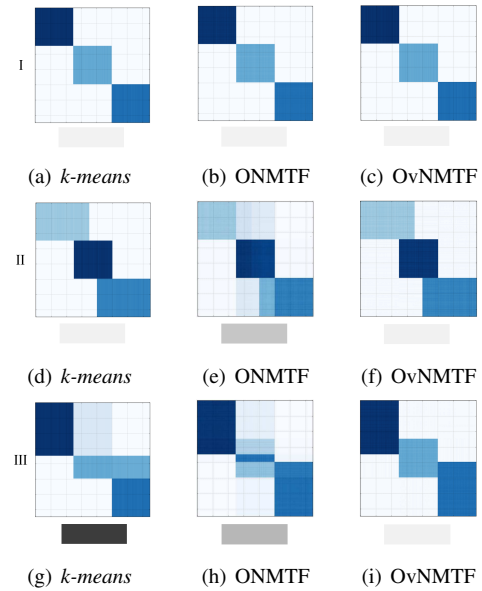 I
(a) k-means (b) ONMTF (c) OvNMTF
II
(d) k-means (e) ONMTF (f) OvNMTF
III
(g) k-means (h) ONMTF (i) OvNMTF